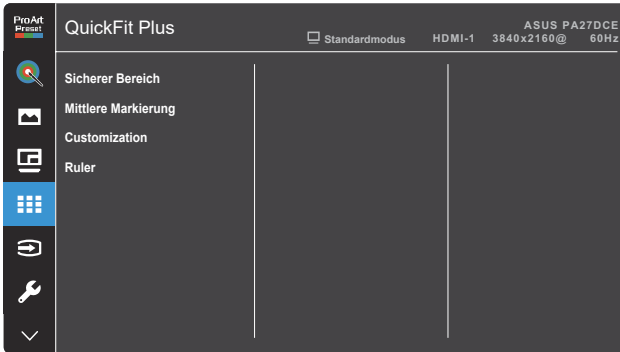 ProArt
Preset
QuickFit Plus
Standardmodus HDMI-1 ASUS PA27DCE
3840x2160@ 60Hz
Sicherer Bereich
Mittlere Markierung
Customization
Ruler